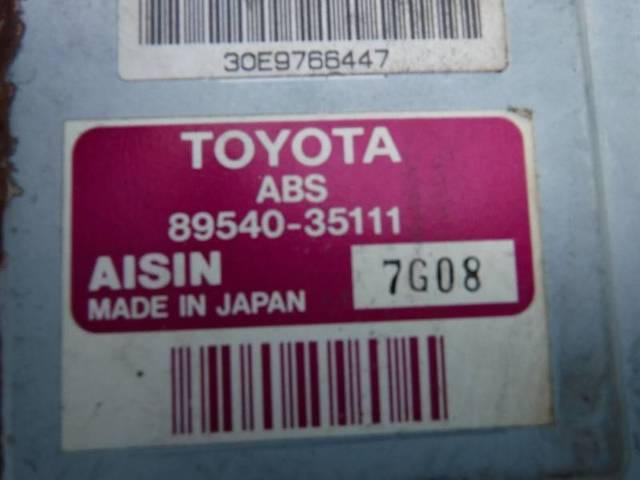 30E9766447
TOYOTA
ABS
89540-35111
AISIN
7G08
MADE IN JAPAN